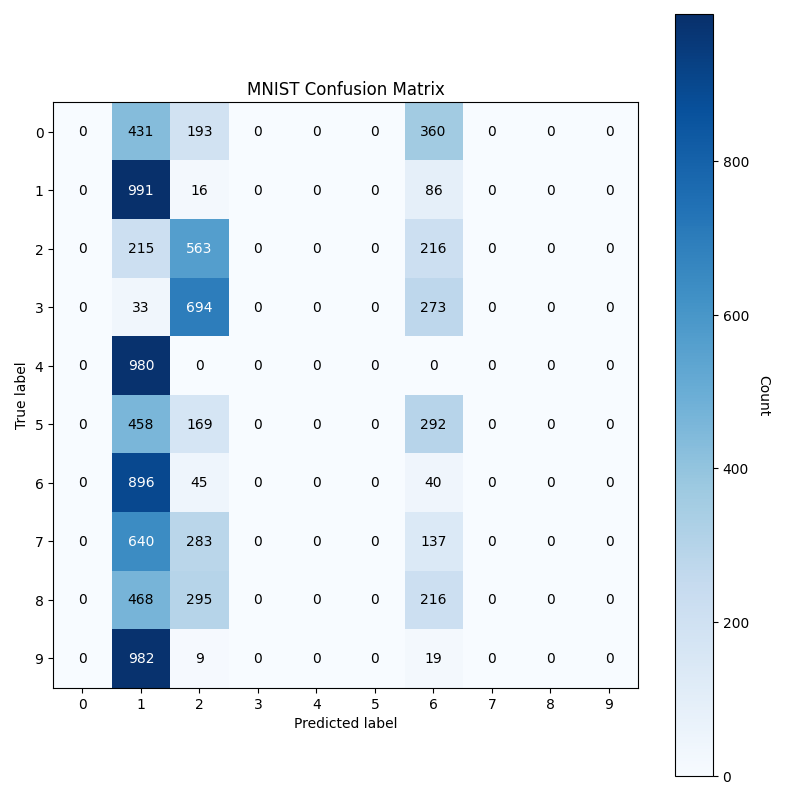 MNIST Confusion Matrix
0 0 431 193 0 0 0 360 0 0 0
1 0 991 16 0 0 0 86 0 0 0
2 0 215 563 0 0 0 216 0 0 0
3 0 33 694 0 0 0 273 0 0 0
4 0 980 0 0 0 0 0 0 0 0
5 0 458 169 0 0 0 292 0 0 0
6 0 896 45 0 0 0 40 0 0 0
7 0 640 283 0 0 0 137 0 0 0
8 0 468 295 0 0 0 216 0 0 0
9 0 982 9 0 0 0 19 0 0 0
0 1 2 3 4 5 6 7 8 9
Predicted label
True label
800
600
400
200
0
Count